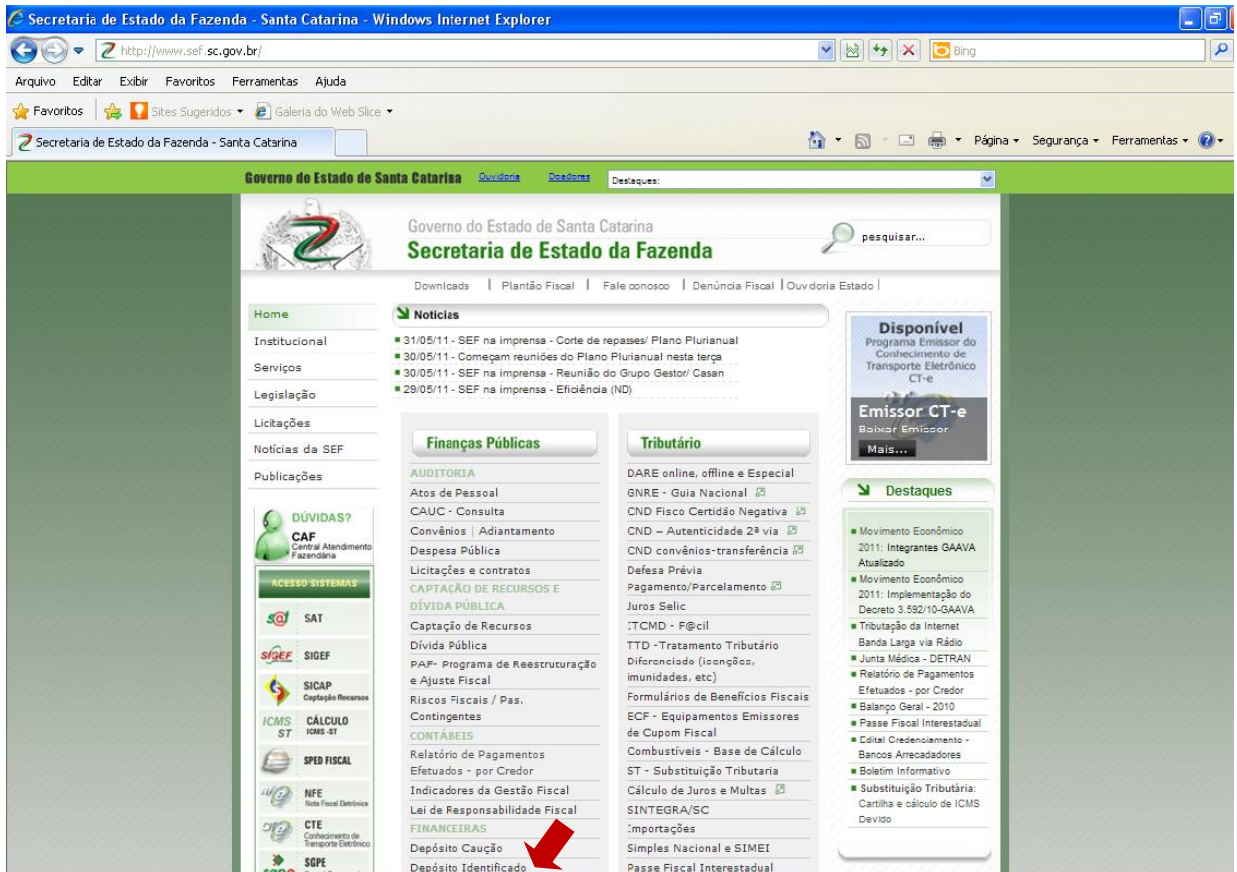 Secretaria de Estado da Fazenda - Santa Catarina - Windows Internet Explorer
http://www.sef.sc.gov.br/
Bing
Arquivo Editar Exibir Favoritos Ferramentas Ajuda
Favoritos Sites Sugeridos Galeria do Web Slice
Secretaria de Estado da Fazenda - Santa Catarina
Página Segurança Ferramentas
Governo do Estado de Santa Catarina Ouvidoria Doadores Destaques:
Governo do Estado de Santa Catarina
Secretaria de Estado da Fazenda
pesquisar...
Downloads | Plantão Fiscal | Fale conosco | Denúncia Fiscal | Ouvidoria Estado |
Home
Institucional
Serviços
Legislação
Licitações
Notícias da SEF
Publicações
DÚVIDAS?
CAF
Central Atendimento
Fazendária
ACESSO SISTEMAS
s@t SAT
SIGEF SIGEF
SICAP
Captação Recursos
ICMS ST CÁLCULO
ICMS -ST
SPED FISCAL
NFE
Nota Fiscal Eletrônica
CTE
Conhecimento de
Transporte Eletrônico
SGPE
Notícias
31/05/11 - SEF na imprensa - Corte de repasses/ Plano Plurianual
30/05/11 - Começam reuniões do Plano Plurianual nesta terça
30/05/11 - SEF na imprensa - Reunião do Grupo Gestor/ Casan
29/05/11 - SEF na imprensa - Eficiência (ND)
Finanças Públicas
AUDITORIA
Atos de Pessoal
CAUC - Consulta
Convênios | Adiantamento
Despesa Pública
Licitações e contratos
CAPTAÇÃO DE RECURSOS E
DÍVIDA PÚBLICA
Captação de Recursos
Dívida Pública
PAF- Programa de Reestruturação
e Ajuste Fiscal
Riscos Fiscais / Pas.
Contingentes
CONTÁBEIS
Relatório de Pagamentos
Efetuados - por Credor
Indicadores da Gestão Fiscal
Lei de Responsabilidade Fiscal
FINANCEIRAS
Depósito Caução
Depósito Identificado
Tributário
DARE online, offline e Especial
GNRE - Guia Nacional
CND Fisco Certidão Negativa
CND – Autenticidade 2ª via
CND convênios-transferência
Defesa Prévia
Pagamento/Parcelamento
Juros Selic
ITCMD - F@cil
TTD -Tratamento Tributário
Diferenciado (isenções,
imunidades, etc)
Formulários de Benefícios Fiscais
ECF - Equipamentos Emissores
de Cupom Fiscal
Combustíveis - Base de Cálculo
ST - Substituição Tributaria
Cálculo de Juros e Multas
SINTEGRA/SC
Importações
Simples Nacional e SIMEI
Passe Fiscal Interestadual
Disponível
Programa Emissor do
Conhecimento de
Transporte Eletrônico
CT-e
Emissor CT-e
Baixar Emissor
Mais...
Destaques
Movimento Econômico
2011: Integrantes GAAVA
Atualizado
Movimento Econômico
2011: Implementação do
Decreto 3.592/10-GAAVA
Tributação da Internet
Banda Larga via Rádio
Junta Médica - DETRAN
Relatório de Pagamentos
Efetuados - por Credor
Balanço Geral - 2010
Passe Fiscal Interestadual
Edital Credenciamento -
Bancos Arrecadadores
Boletim Informativo
Substituição Tributária:
Cartilha e cálculo de ICMS
Devido